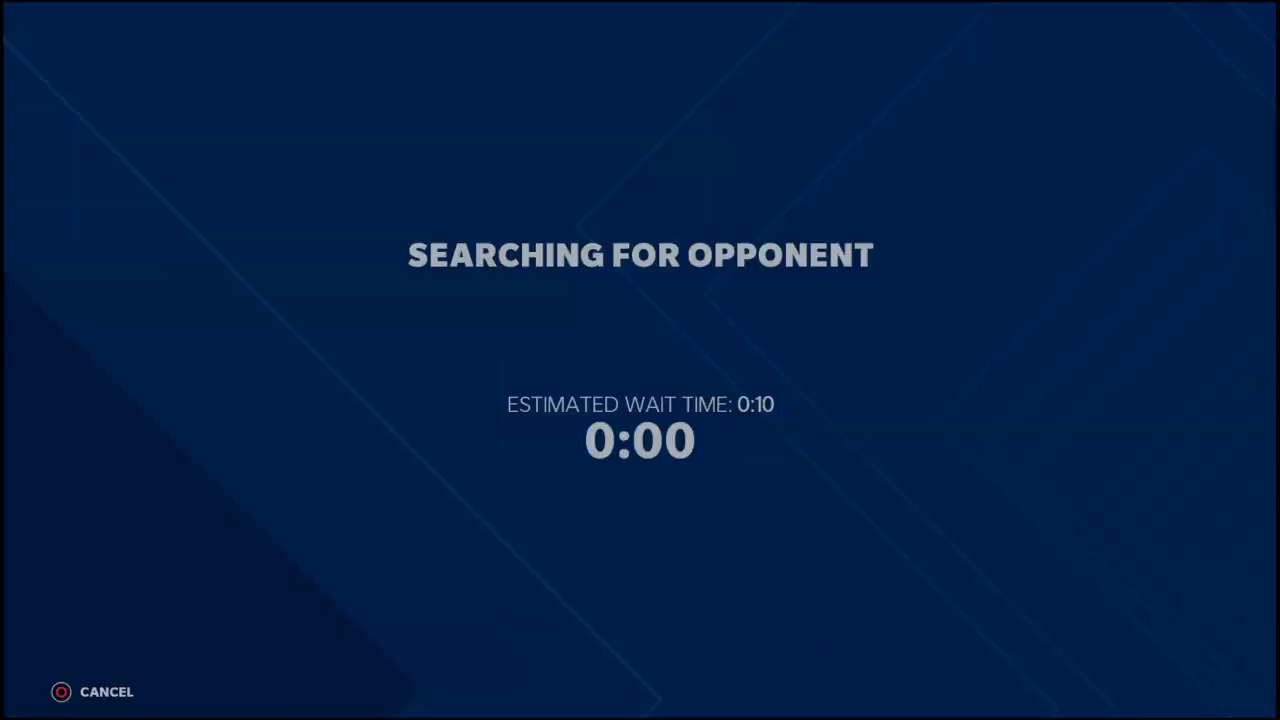 SEARCHING FOR OPPONENT
ESTIMATED WAIT TIME: 0:10
0:00
CANCEL